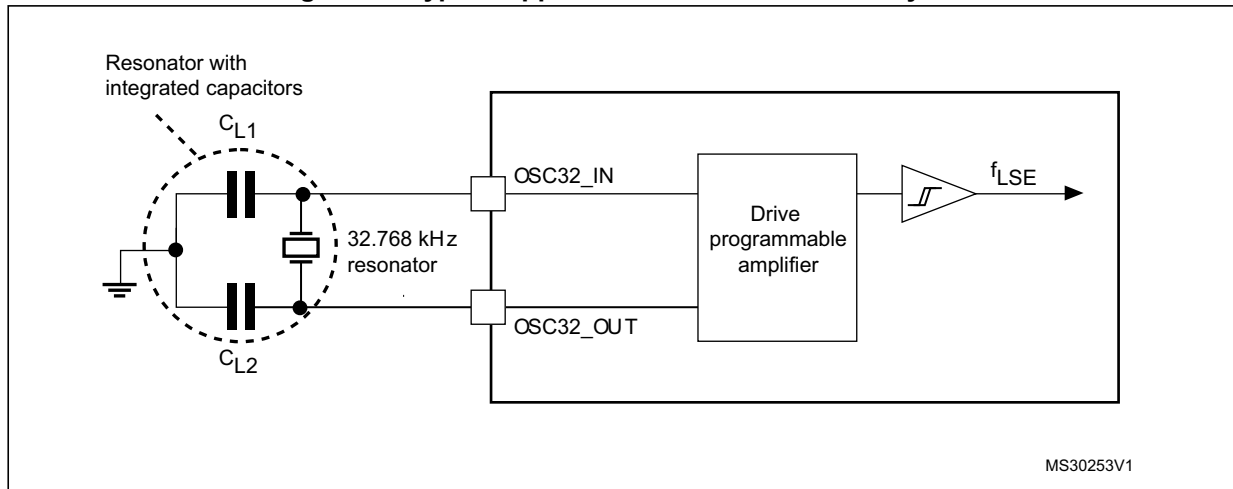 Resonator with
integrated capacitors
CL1
OSC32_IN
fLSE
Drive
programmable
amplifier
32.768 kHz
resonator
OSC32_OUT
CL2
MS30253V1